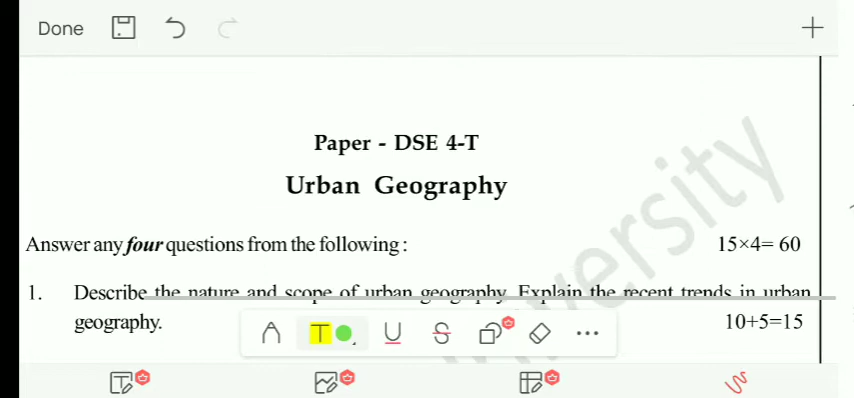 Done
Paper - DSE 4-T
Urban Geography
Answer any four questions from the following : 15×4= 60
1. Describe the nature and scope of urban geography. Explain the recent trends in urban
geography. 10+5=15